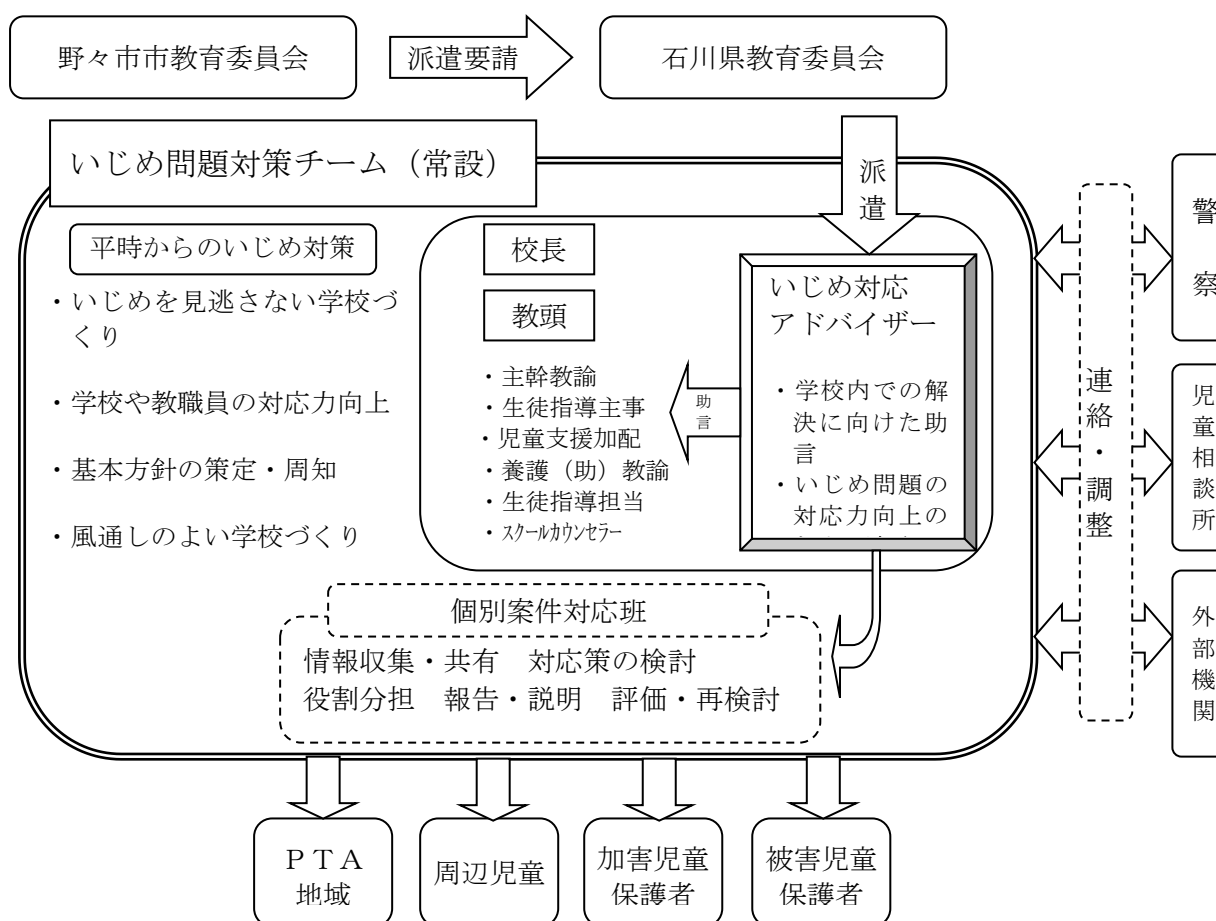 野々市市教育委員会
派遣要請
石川県教育委員会
いじめ問題対策チーム（常設）
派遣
平時からのいじめ対策
・いじめを見逃さない学校づ
くり
・学校や教職員の対応力向上
・基本方針の策定・周知
・風通しのよい学校づくり
校長
教頭
・主幹教諭
・生徒指導主事
・児童支援加配
・養護（助）教諭
・生徒指導担当
・ｽｸｰﾙｶｳﾝｾﾗｰ
助言
いじめ対応
アドバイザー
・学校内での解
決に向けた助
言
・いじめ問題の
対応力向上の
個別案件対応班
情報収集・共有　対応策の検討
役割分担　報告・説明　評価・再検討
連絡・調整
警察
児童相談所
外部機関
ＰＴＡ
地域
周辺児童
加害児童
保護者
被害児童
保護者